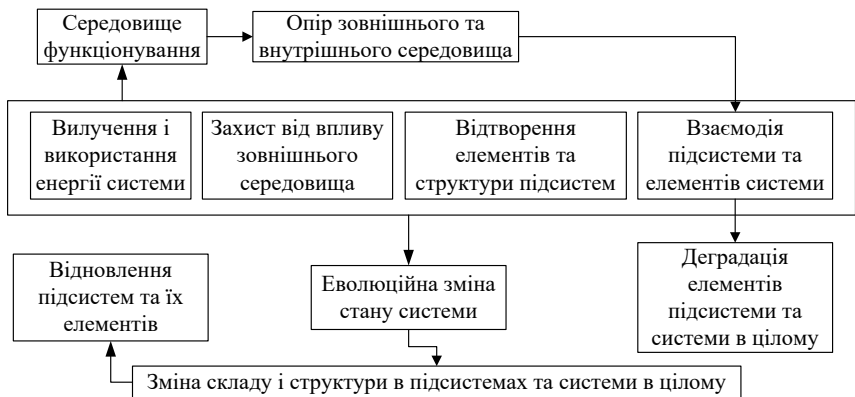 Середовище
функціонування
Опір зовнішнього та
внутрішнього середовища
Вилучення і
використання
енергії системи
Захист від впливу
зовнішнього
середовища
Відтворення
елементів та
структури підсистем
Взаємодія
підсистеми та
елементів системи
Відновлення
підсистем та їх
елементів
Еволюційна зміна
стану системи
Деградація
елементів
підсистеми та
системи в цілому
Зміна складу і структури в підсистемах та системи в цілому